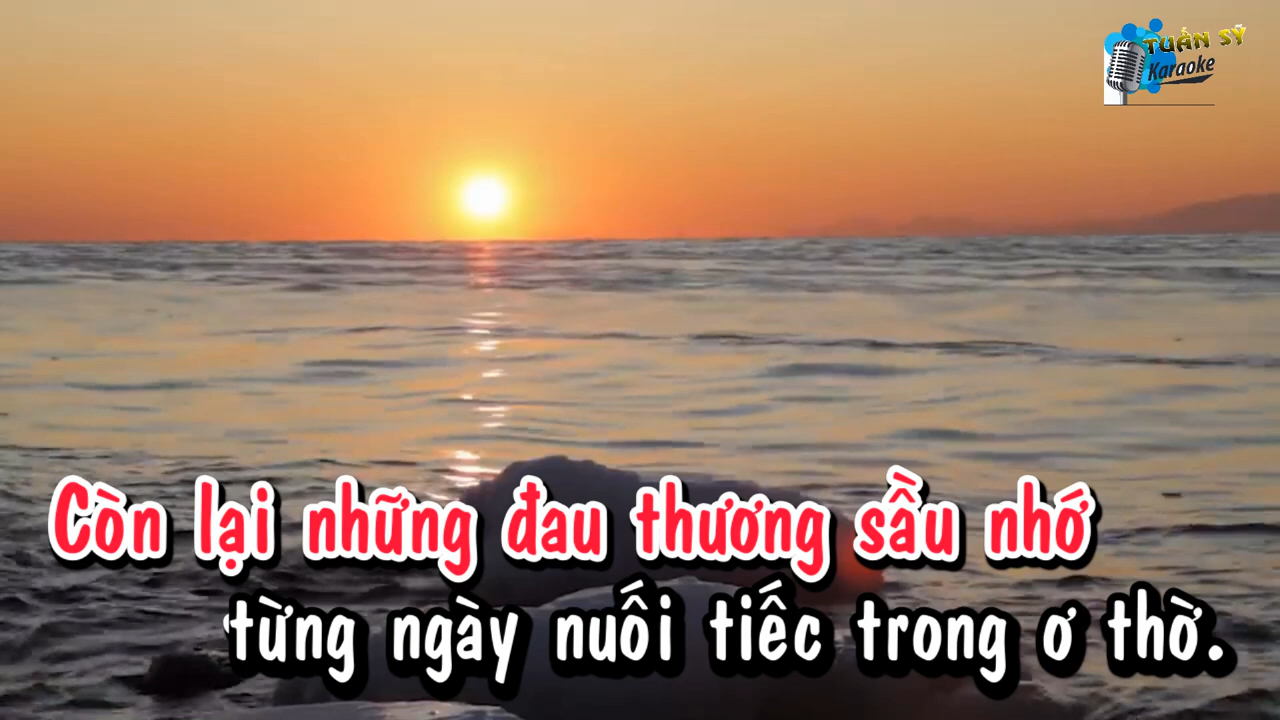 TUẤN SỸ
Karaoke
Còn lại những đau thương sầu nhớ
từng ngày nuối tiếc trong ơ thờ.